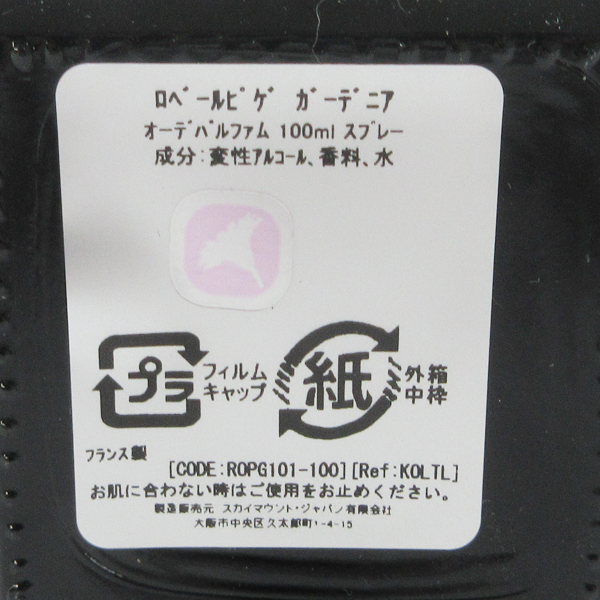 ロベールピゲ ガーデニア
オーデパルファム 100ml スプレー
成分：変性アルコール、香料、水
プラ フィルム 紙 外箱
キャップ 中枠
フランス製
[CODE:ROPG101-100][Ref:KOLTL]
お肌に合わない時はご使用をお止めください。
製造販売元 スカイマウント・ジャパン有限会社
大阪市中央区久太郎町1-4-15